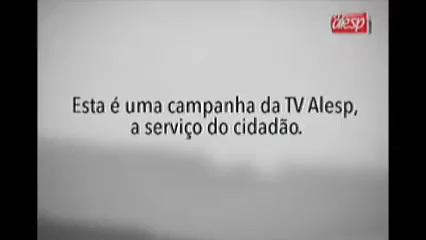 alesp
Esta é uma campanha da TV Alesp,
a serviço do cidadão.